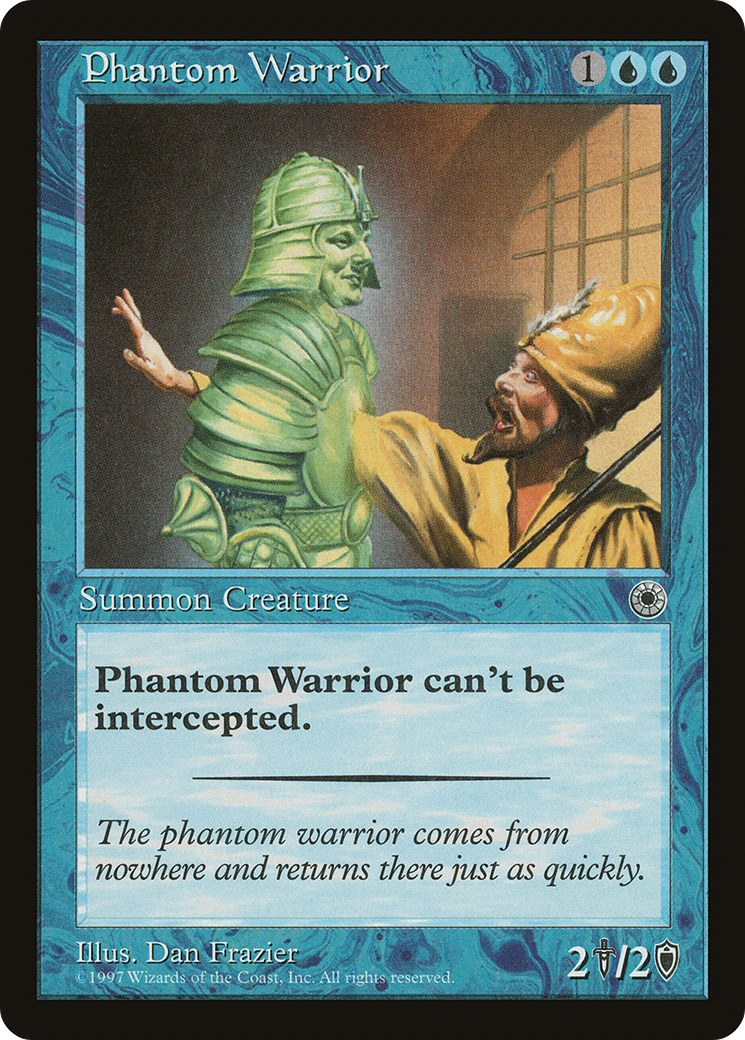 Phantom Warrior 1
Summon Creature
Phantom Warrior can't be
intercepted.
The phantom warrior comes from
nowhere and returns there just as quickly.
Illus. Dan Frazier
©1997 Wizards of the Coast, Inc. All rights reserved.
2/2